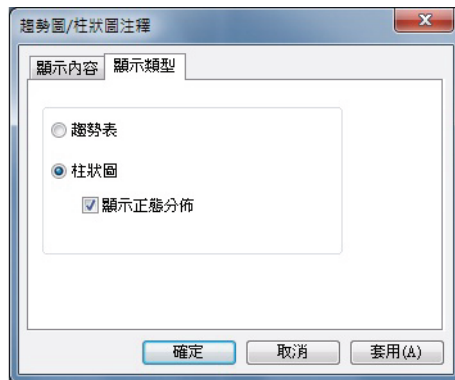 趨勢圖/柱狀圖注釋
顯示內容 顯示類型
趨勢表
柱狀圖
顯示正態分佈
確定 取消 套用(A)